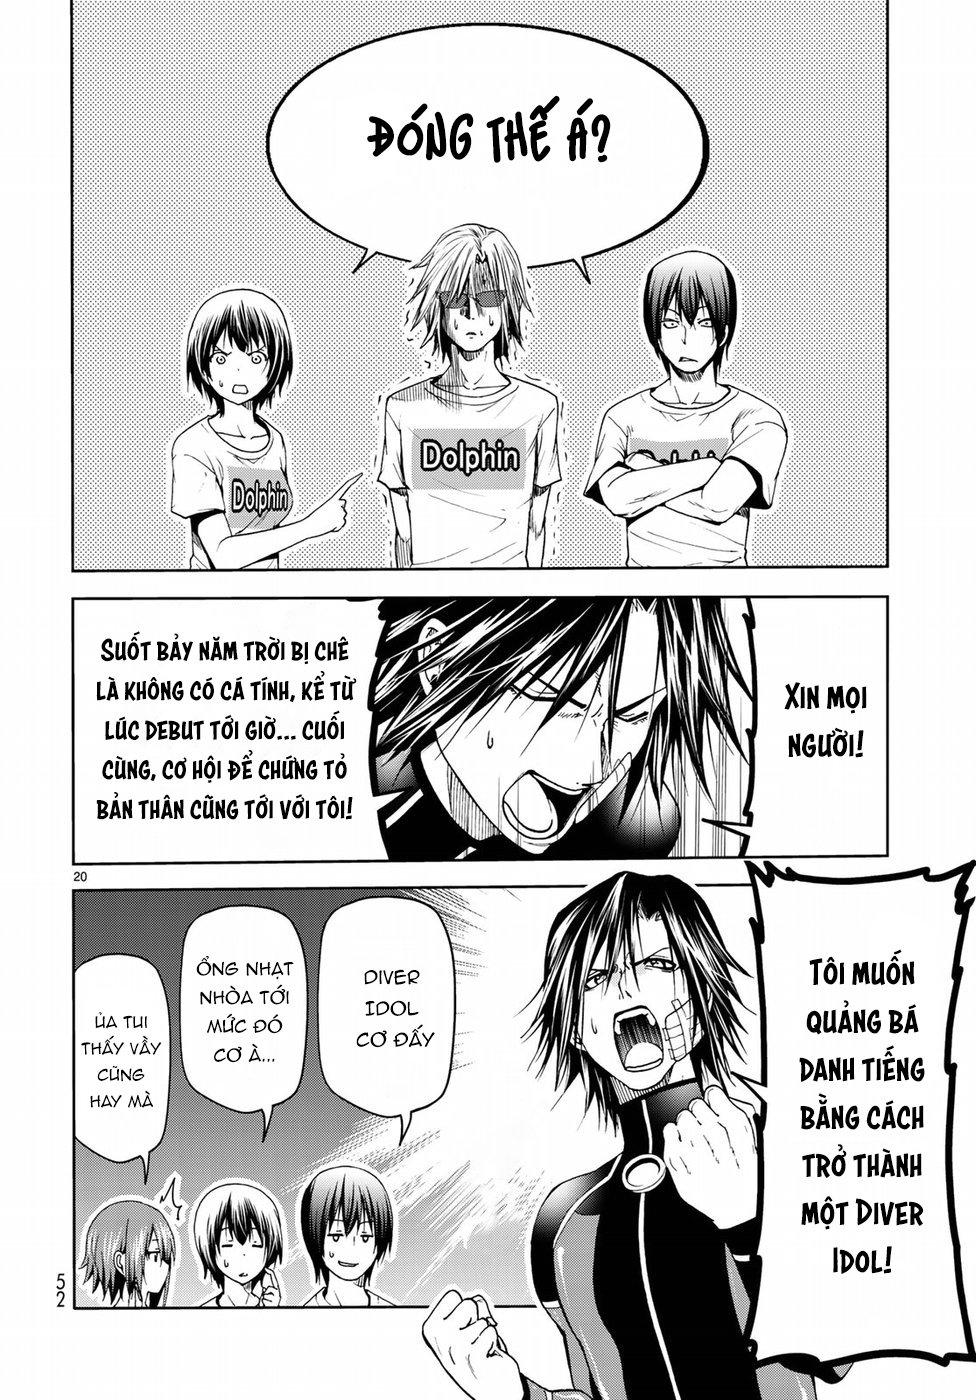 ĐÓNG THẾ Á?
Dolphin
Dolphin
XIN MỌI
NGƯỜI!
SUỐT BẢY NĂM TRỜI BỊ CHÊ
LÀ KHÔNG CÓ CÁ TÍNH, KỂ TỪ
LÚC DEBUT TỚI GIỜ... CUỐI
CÙNG, CƠ HỘI ĐỂ CHỨNG TỎ
BẢN THÂN CŨNG TỚI VỚI TÔI!
20
TÔI MUỐN
QUẢNG BÁ
DANH TIẾNG
BẰNG CÁCH
TRỞ THÀNH
MỘT DIVER
IDOL!
DIVER
IDOL
CƠ ĐẤY
ỔNG NHẠT
NHÒA TỚI
MỨC ĐÓ
CƠ À...
ỦA TUI
THẤY VẦY
CŨNG
HAY MÀ
52